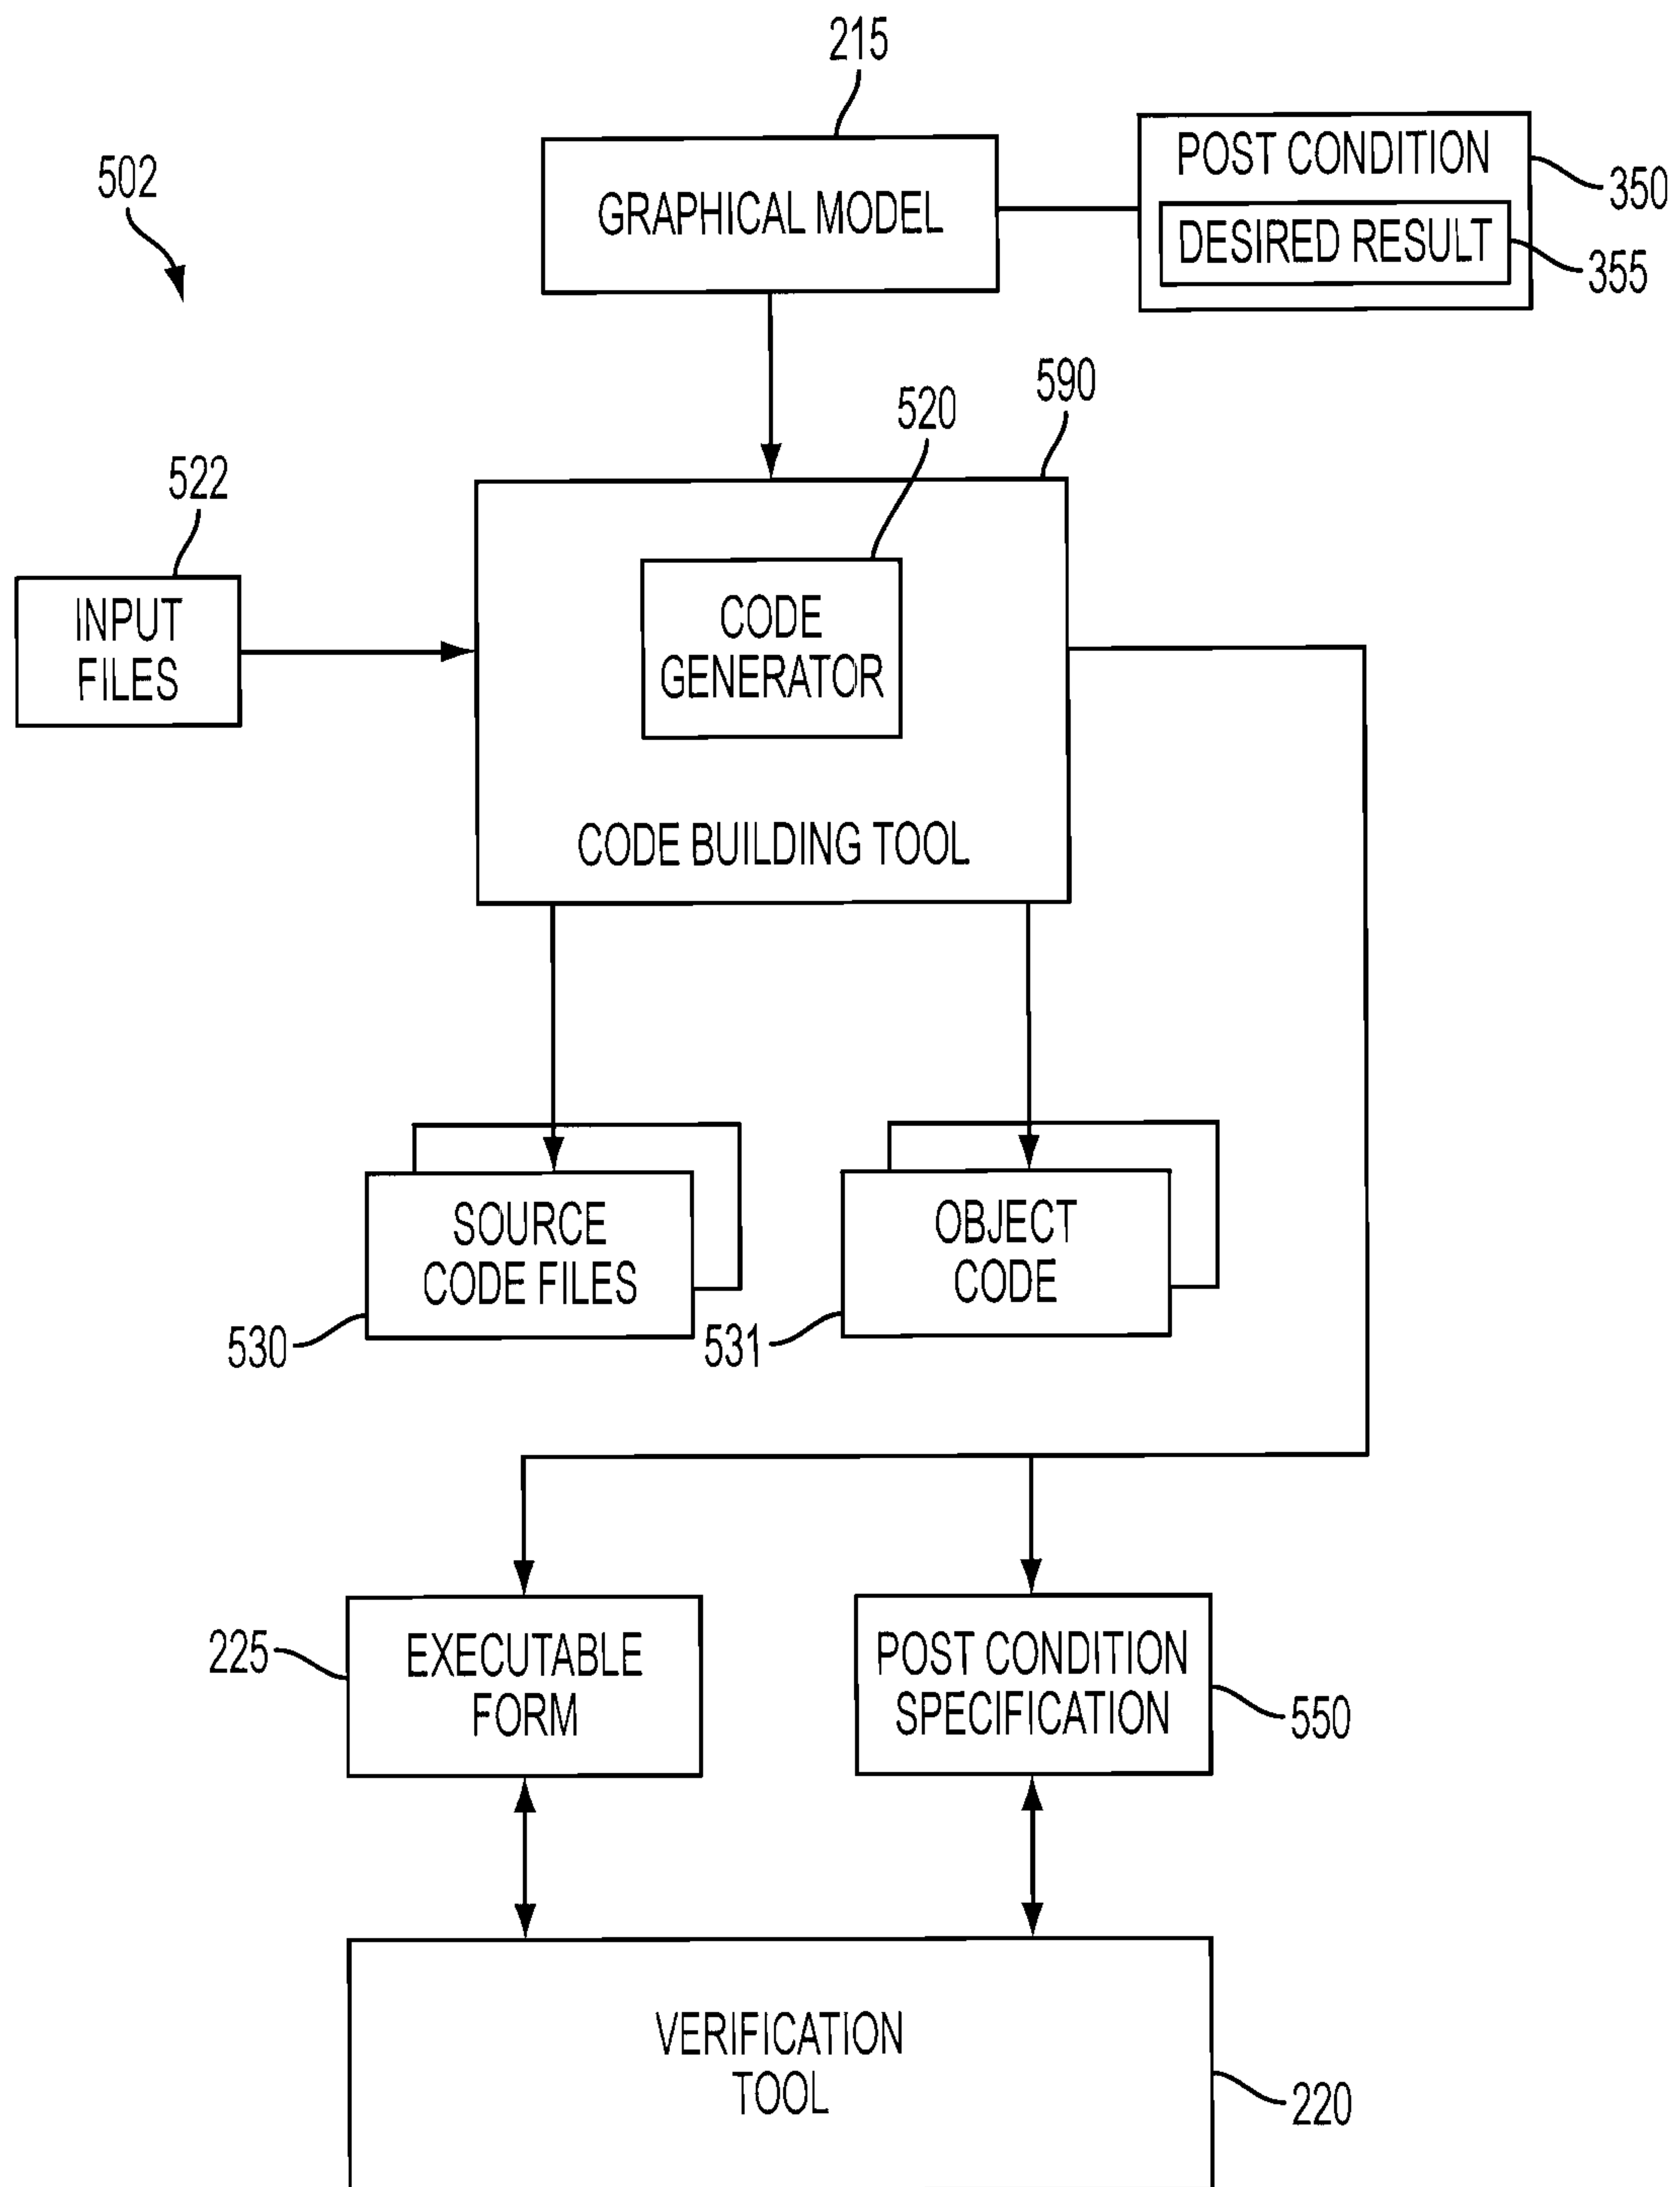 215
502
GRAPHICAL MODEL
POST CONDITION
350
DESIRED RESULT
355
590
520
522
INPUT
FILES
CODE
GENERATOR
CODE BUILDING TOOL
SOURCE
CODE FILES
530
OBJECT
CODE
531
225
EXECUTABLE
FORM
POST CONDITION
SPECIFICATION
550
VERIFICATION
TOOL
220